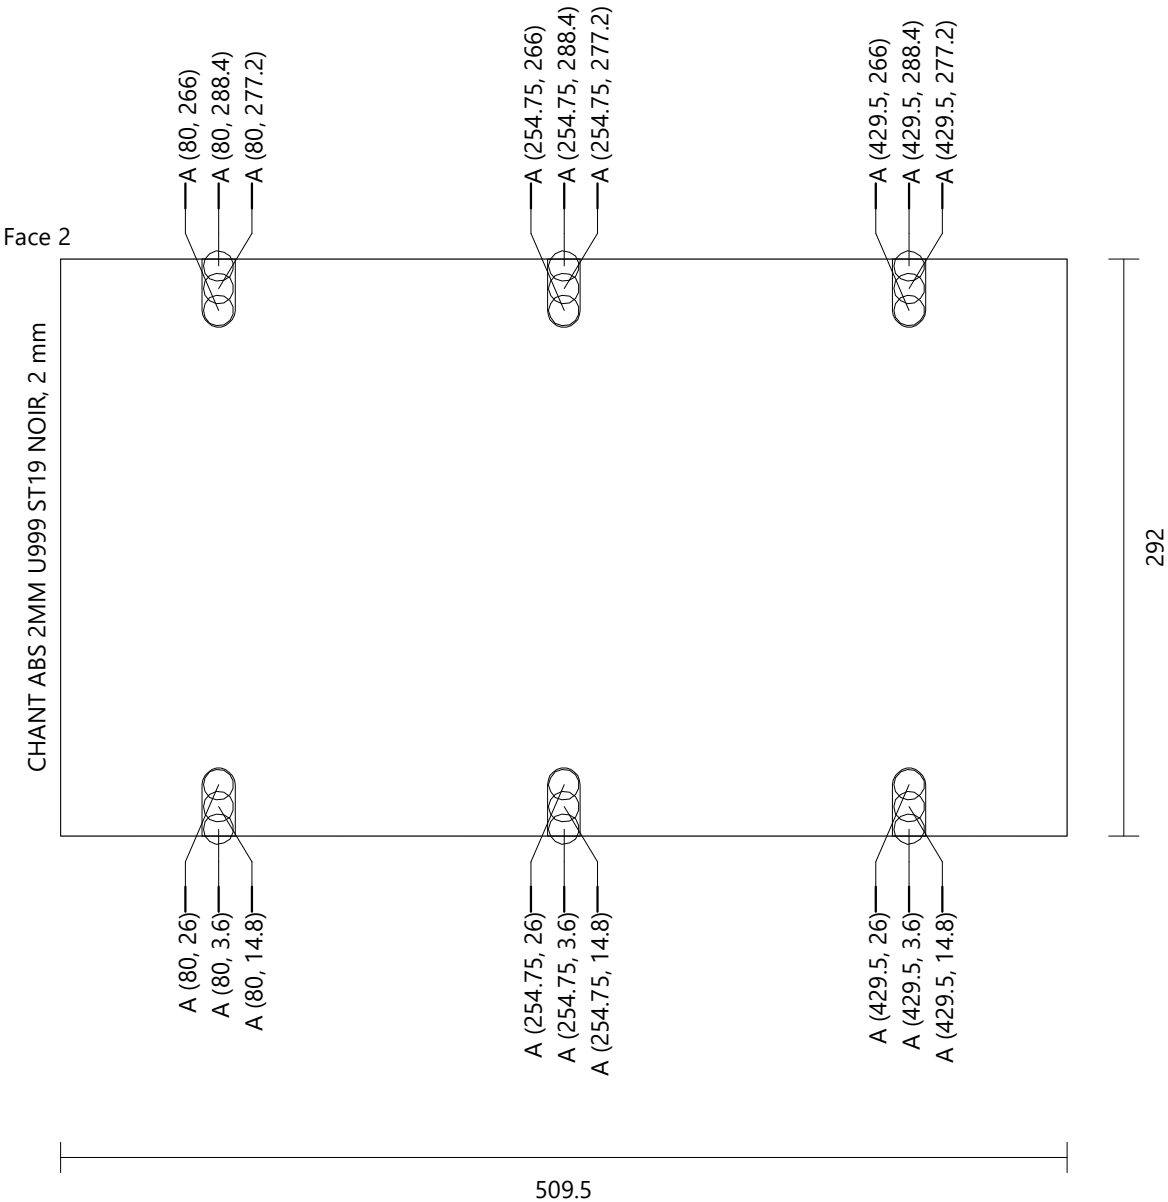 A (80, 266)
A (80, 288.4)
A (80, 277.2)
A (254.75, 266)
A (254.75, 288.4)
A (254.75, 277.2)
A (429.5, 266)
A (429.5, 288.4)
A (429.5, 277.2)
Face 2
CHANT ABS 2MM U999 ST19 NOIR, 2 mm
292
A (80, 26)
A (80, 3.6)
A (80, 14.8)
A (254.75, 26)
A (254.75, 3.6)
A (254.75, 14.8)
A (429.5, 26)
A (429.5, 3.6)
A (429.5, 14.8)
509.5